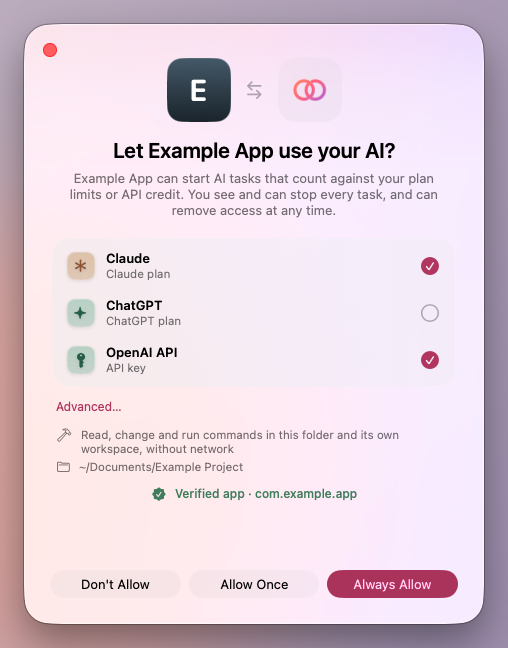 E
Let Example App use your AI?
Example App can start AI tasks that count against your plan
limits or API credit. You see and can stop every task, and can
remove access at any time.
Claude
Claude plan
ChatGPT
ChatGPT plan
OpenAI API
API key
Advanced...
Read, change and run commands in this folder and its own
workspace, without network
~/Documents/Example Project
Verified app · com.example.app
Don't Allow
Allow Once
Always Allow